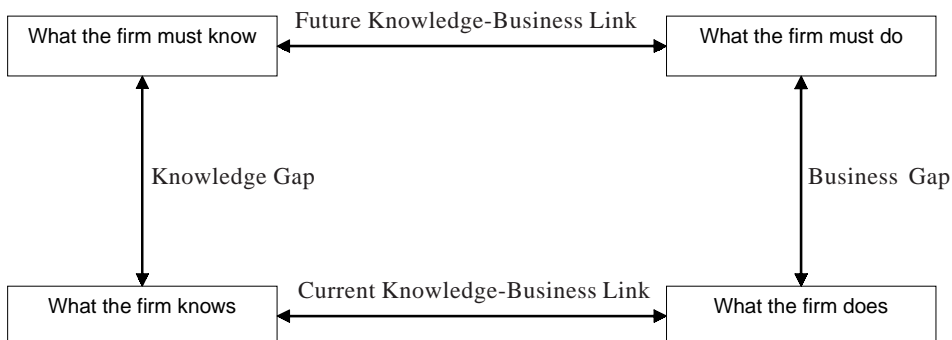 Future Knowledge-Business Link
What the firm must know
What the firm must do
Knowledge Gap
Business Gap
Current Knowledge-Business Link
What the firm knows
What the firm does